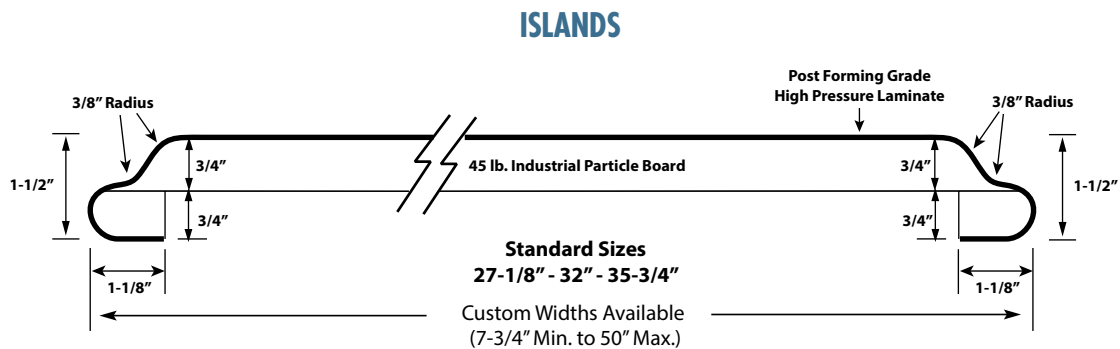 ISLANDS
Post Forming Grade
High Pressure Laminate
3/8” Radius
3/8” Radius
3/4”
45 lb. Industrial Particle Board
3/4”
1-1/2”
1-1/2”
3/4”
3/4”
Standard Sizes
27-1/8” - 32” - 35-3/4”
1-1/8”
1-1/8”
Custom Widths Available
(7-3/4” Min. to 50” Max.)